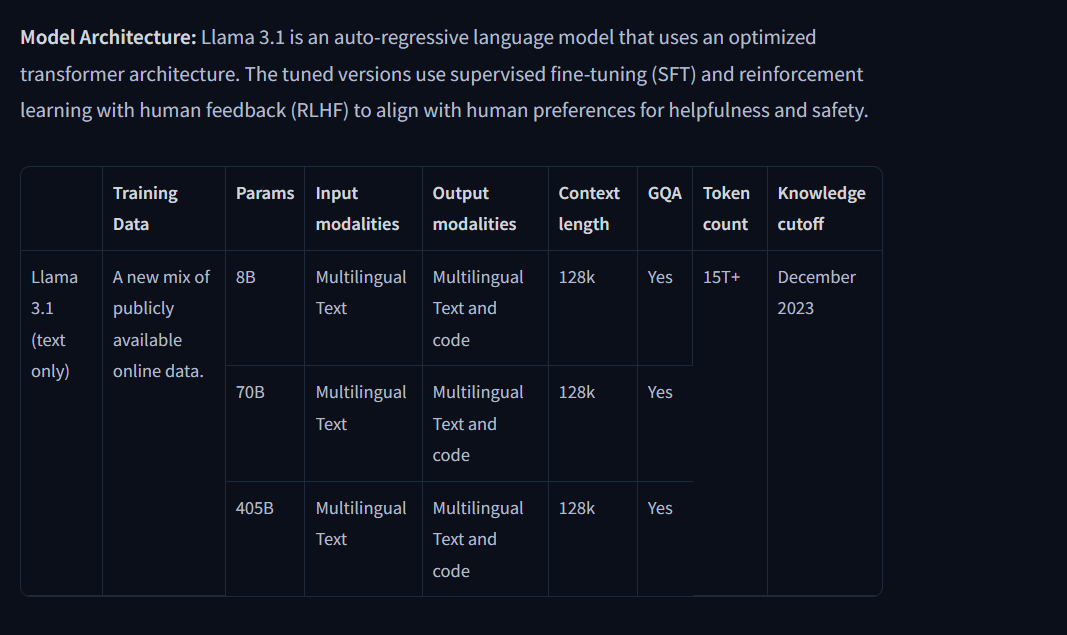 Model Architecture: Llama 3.1 is an auto-regressive language model that uses an optimized
transformer architecture. The tuned versions use supervised fine-tuning (SFT) and reinforcement
learning with human feedback (RLHF) to align with human preferences for helpfulness and safety.
Training Data
Params
Input modalities
Output modalities
Context length
GQA
Token count
Knowledge cutoff
Llama 3.1 (text only)
A new mix of publicly available online data.
8B
Multilingual Text
Multilingual Text and code
128k
Yes
15T+
December 2023
70B
Multilingual Text
Multilingual Text and code
128k
Yes
405B
Multilingual Text
Multilingual Text and code
128k
Yes